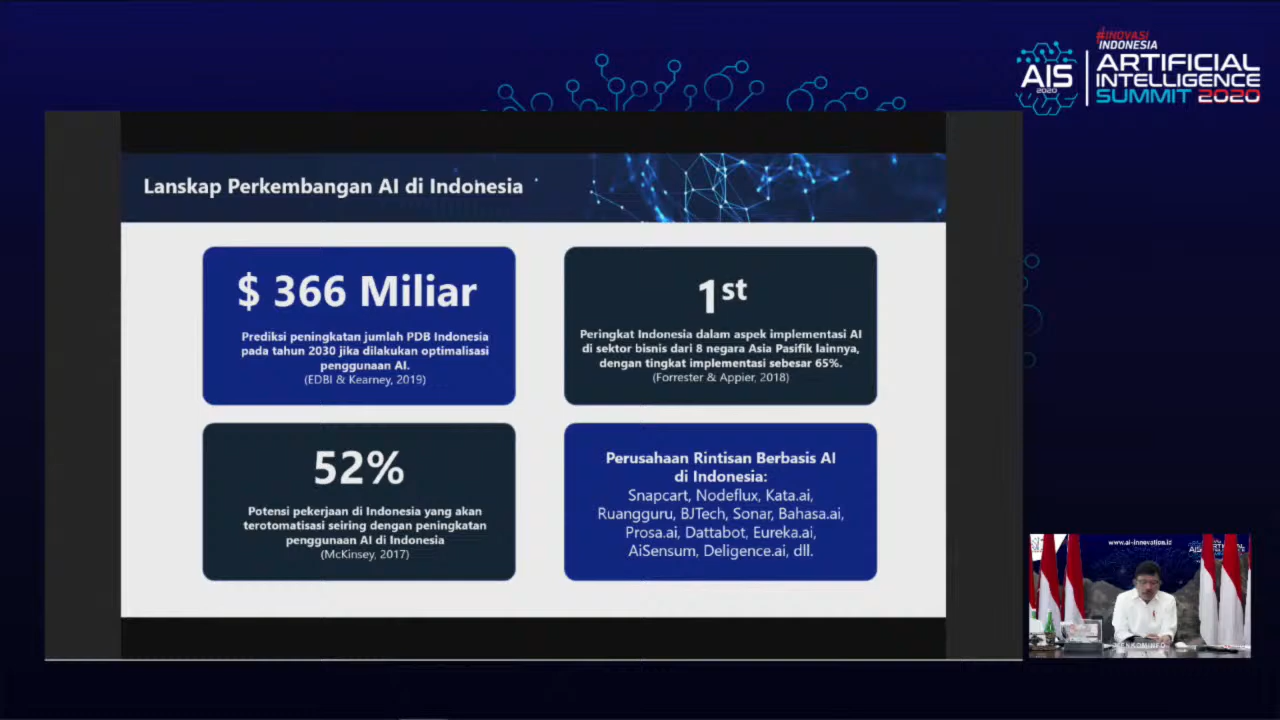 #INOVASI
INDONESIA
AIS
2020
ARTIFICIAL
INTELLIGENCE
SUMMIT 2020
Lanskap Perkembangan AI di Indonesia
$ 366 Miliar
Prediksi peningkatan jumlah PDB Indonesia
pada tahun 2030 jika dilakukan optimalisasi
penggunaan AI.
(EDBI & Kearney, 2019)
1st
Peringkat Indonesia dalam aspek implementasi AI
di sektor bisnis dari 8 negara Asia Pasifik lainnya,
dengan tingkat implementasi sebesar 65%.
(Forrester & Appier, 2018)
52%
Potensi pekerjaan di Indonesia yang akan
terotomatisasi seiring dengan peningkatan
penggunaan AI di Indonesia
(McKinsey, 2017)
Perusahaan Rintisan Berbasis AI
di Indonesia:
Snapcart, Nodeflux, Kata.ai,
Ruangguru, BJTech, Sonar, Bahasa.ai,
Prosa.ai, Dattabot, Eureka.ai,
AiSensum, Deligence.ai, dll.
www.ai-innovation.id